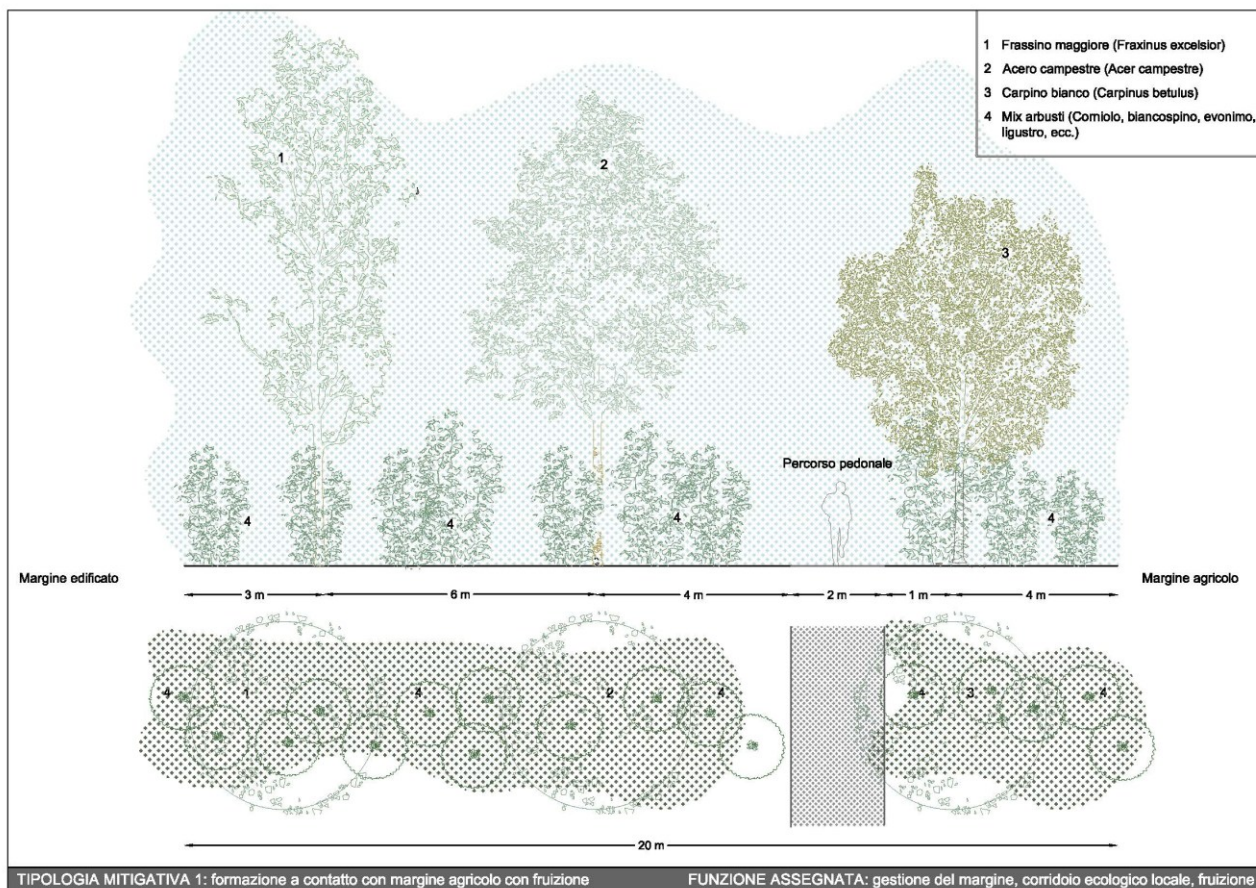 1 Frassino maggiore (Fraxinus excelsior)
2 Acero campestre (Acer campestre)
3 Carpino bianco (Carpinus betulus)
4 Mix arbusti (Corniolo, biancospino, evonimo,
ligustro, ecc.)
1
2
3
Percorso pedonale
4
4
4
4
Margine edificato
Margine agricolo
3 m
6 m
4 m
2 m
1 m
4 m
4
1
4
2
4
4
3
4
20 m
TIPOLOGIA MITIGATIVA 1: formazione a contatto con margine agricolo con fruizione
FUNZIONE ASSEGNATA: gestione del margine, corridoio ecologico locale, fruizione